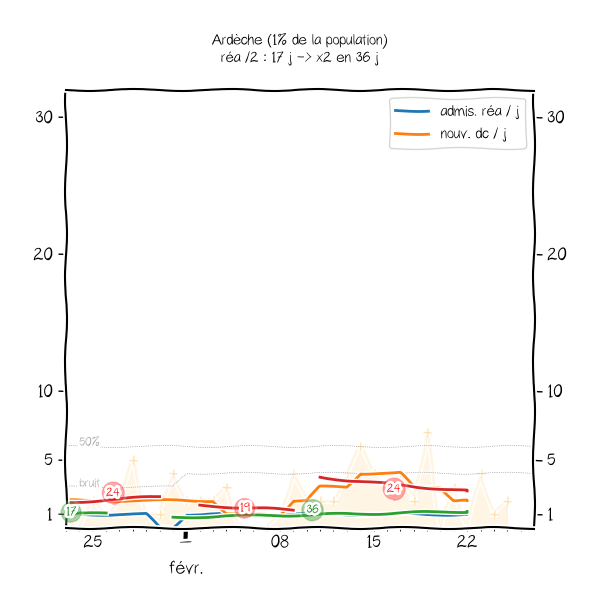 Ardèche (1% de la population)
réa /2 : 17 j -> x2 en 36 j
admis. réa / j
nouv. dc / j
30 30
20 20
10 10
50%
5 5
bruit
24 24
17 19 36
1 1
25 1 08 15 22
févr.